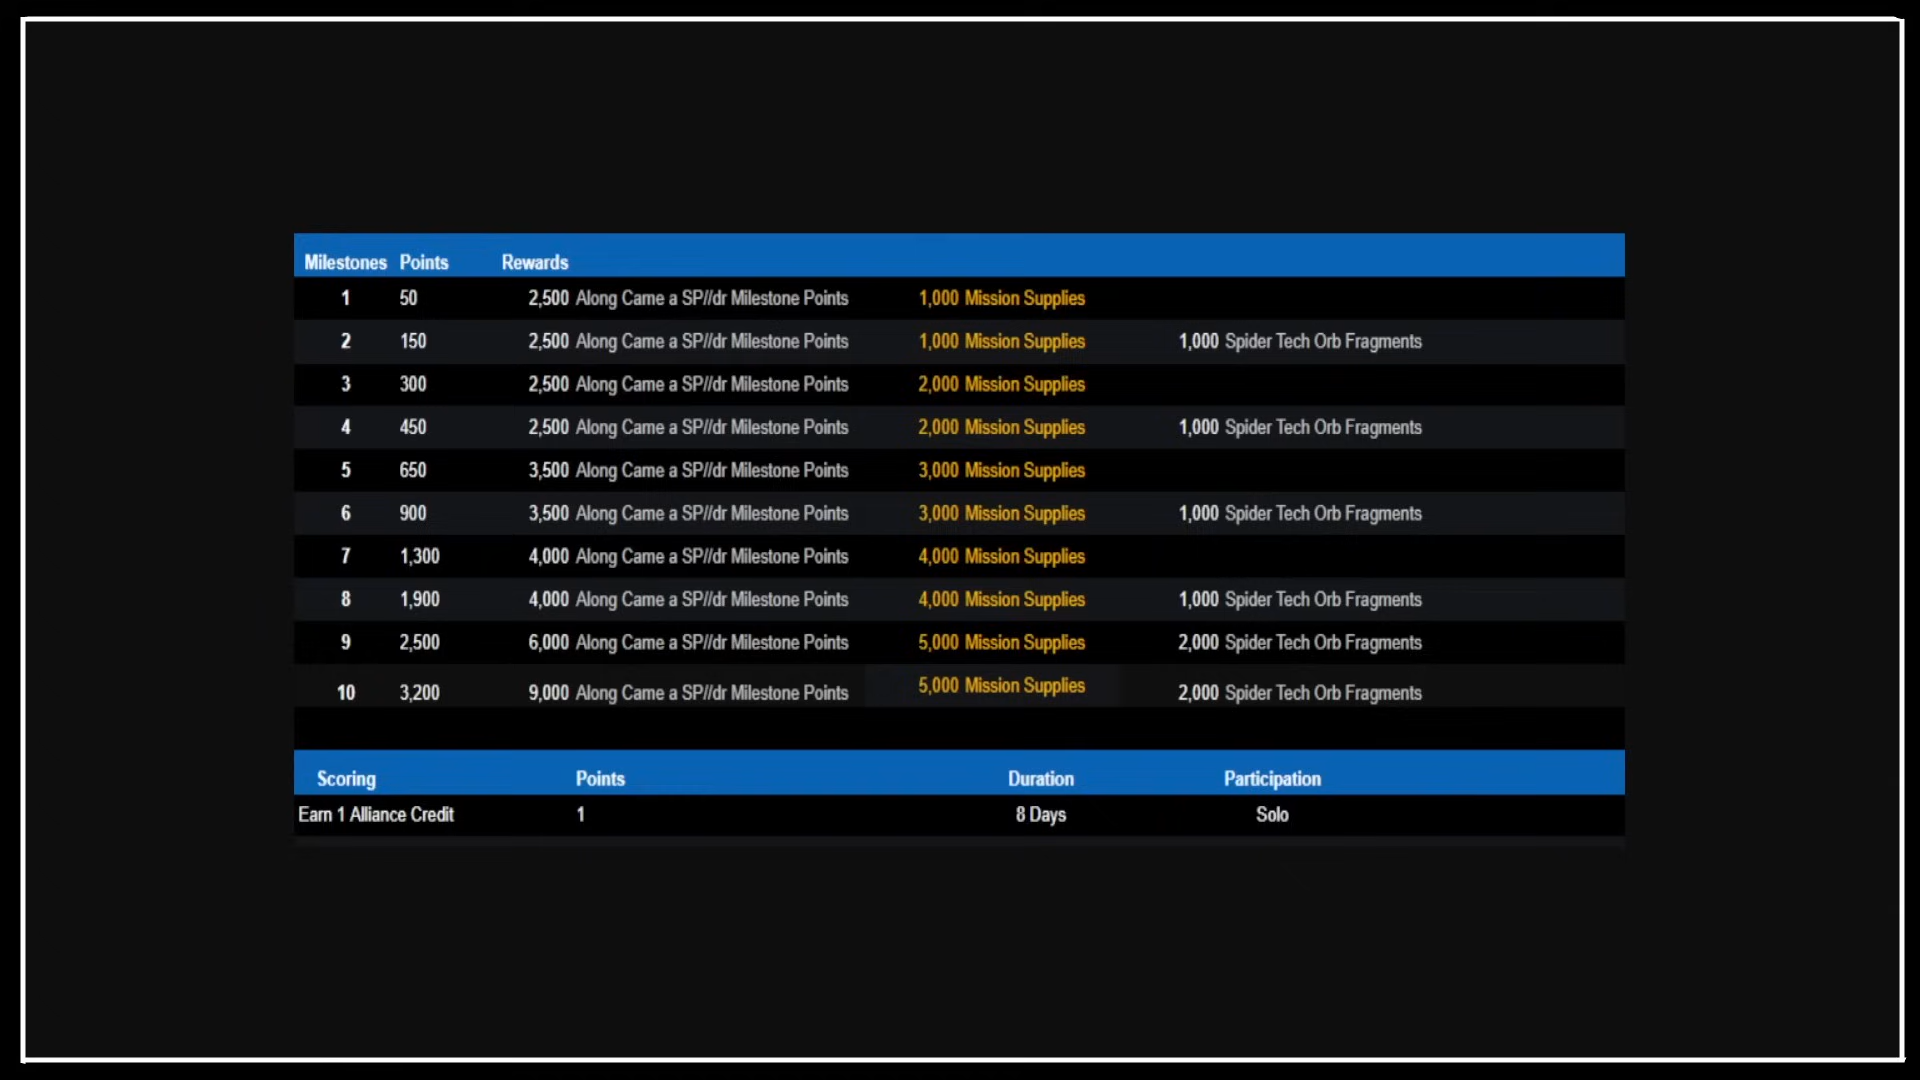 Milestones Points Rewards
1 50 2,500 Along Came a SP//dr Milestone Points 1,000 Mission Supplies
2 150 2,500 Along Came a SP//dr Milestone Points 1,000 Mission Supplies 1,000 Spider Tech Orb Fragments
3 300 2,500 Along Came a SP//dr Milestone Points 2,000 Mission Supplies
4 450 2,500 Along Came a SP//dr Milestone Points 2,000 Mission Supplies 1,000 Spider Tech Orb Fragments
5 650 3,500 Along Came a SP//dr Milestone Points 3,000 Mission Supplies
6 900 3,500 Along Came a SP//dr Milestone Points 3,000 Mission Supplies 1,000 Spider Tech Orb Fragments
7 1,300 4,000 Along Came a SP//dr Milestone Points 4,000 Mission Supplies
8 1,900 4,000 Along Came a SP//dr Milestone Points 4,000 Mission Supplies 1,000 Spider Tech Orb Fragments
9 2,500 6,000 Along Came a SP//dr Milestone Points 5,000 Mission Supplies 2,000 Spider Tech Orb Fragments
10 3,200 9,000 Along Came a SP//dr Milestone Points 5,000 Mission Supplies 2,000 Spider Tech Orb Fragments
Scoring Points Duration Participation
Earn 1 Alliance Credit 1 8 Days Solo